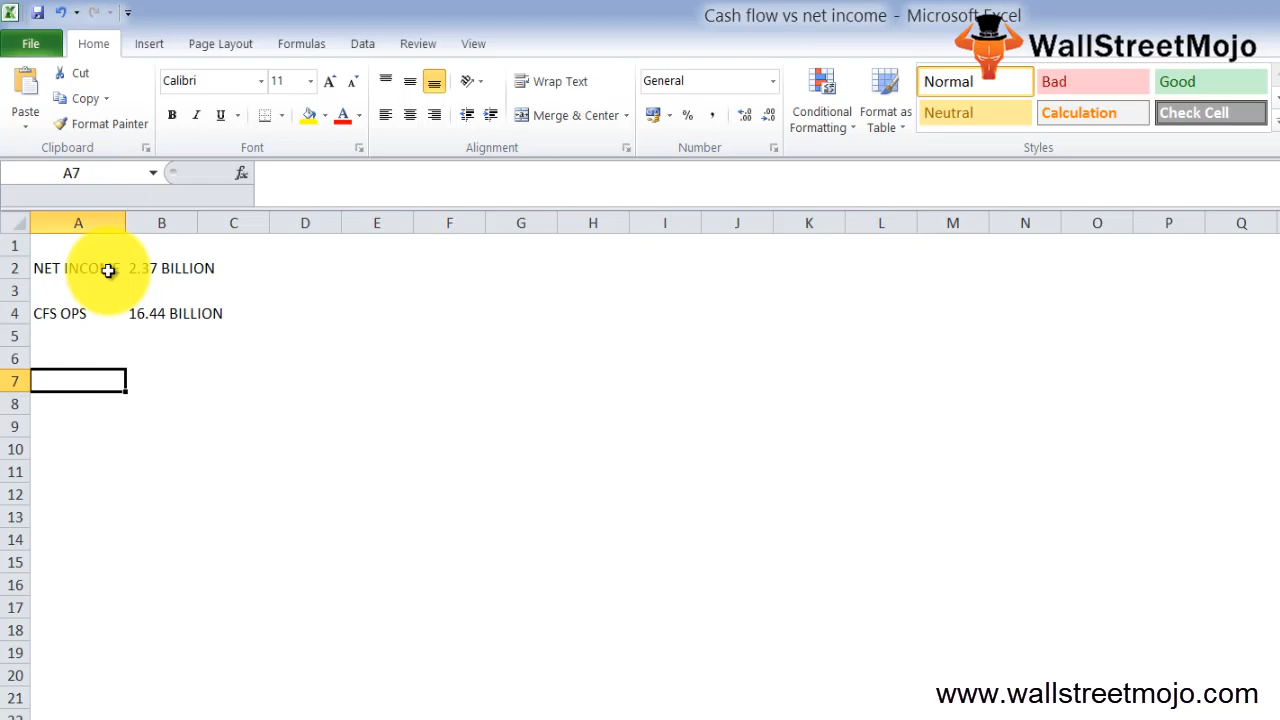 Cash flow vs net income - Microsoft Excel
WallStreetMojo
File Home Insert Page Layout Formulas Data Review View
Paste
Cut
Copy
Format Painter
Clipboard
Calibri 11
B I U A
Font
Wrap Text
Merge & Center
Alignment
General
% ,
Number
Conditional Formatting
Format as Table
Normal Bad Good
Neutral Calculation Check Cell
Styles
A7 fx
A B C D E F G H I J K L M N O P Q
1
2 NET INCOME 2.37 BILLION
3
4 CFS OPS 16.44 BILLION
5
6
7
8
9
10
11
12
13
14
15
16
17
18
19
20
21
www.wallstreetmojo.com